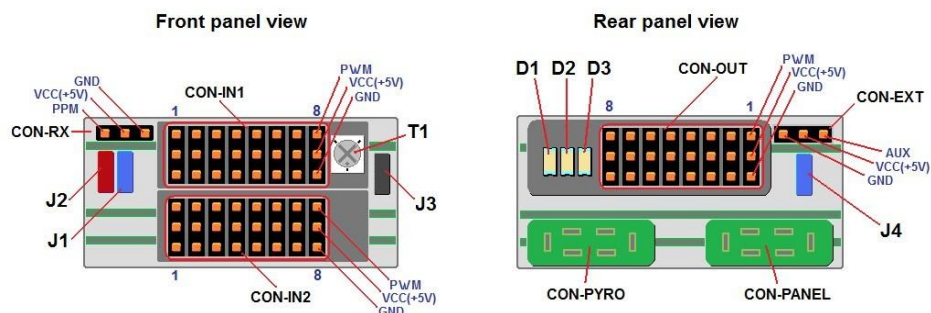 Front panel view
Rear panel view
GND
VCC(+5V)
PPM
CON-RX
1
CON-IN1
8
PWM
VCC(+5V)
GND
T1
J2
J1
J3
1
CON-IN2
8
PWM
VCC(+5V)
GND
D1 D2 D3
8
CON-OUT
1
PWM
VCC(+5V)
GND
CON-EXT
AUX
VCC(+5V)
GND
J4
CON-PYRO
CON-PANEL